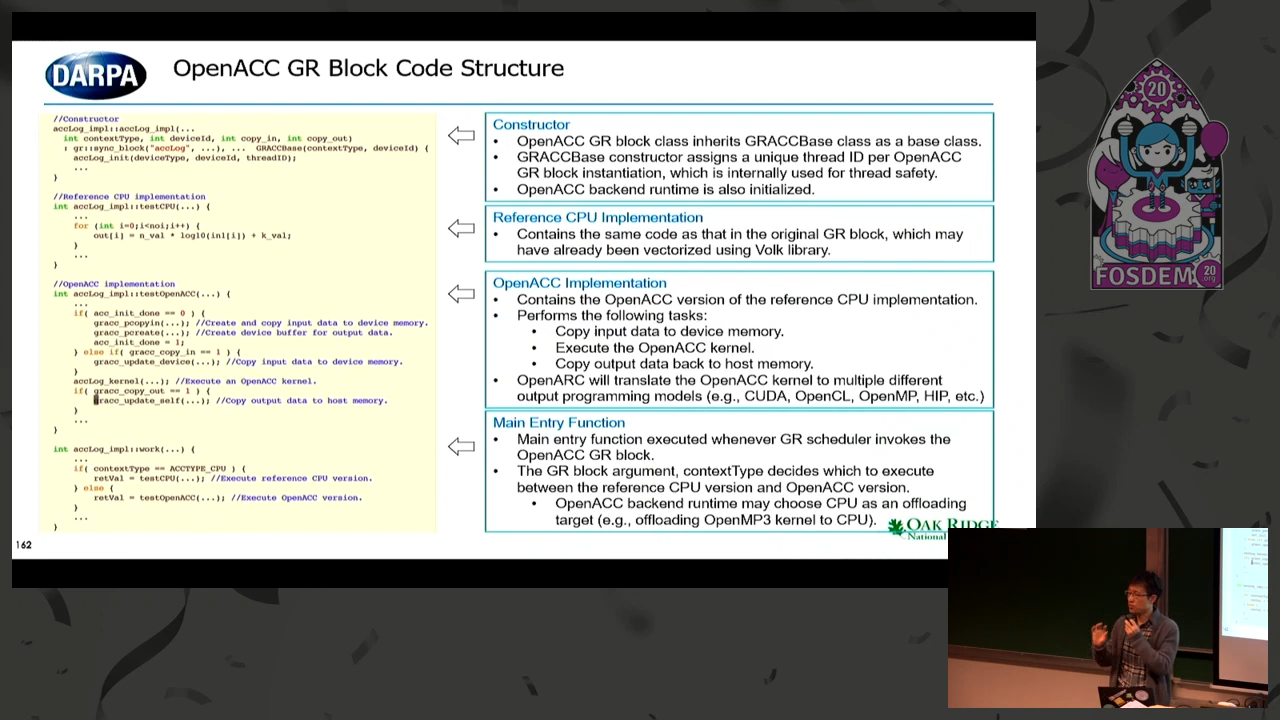 DARPA
OpenACC GR Block Code Structure
//Constructor
accLog_impl::accLog_impl(...
int contextType, int deviceId, int copy_in, int copy_out)
: gr::sync_block("accLog", ...), ... GRACCBase(contextType, deviceId) {
accLog_init(deviceType, deviceId, threadID);
...
}
//Reference CPU implementation
int accLog_impl::testCPU(...) {
...
for (int i=0;i<noi;i++) {
out[i] = n_val * log10(in1[i]) + k_val;
}
...
}
//OpenACC implementation
int accLog_impl::testOpenACC(...) {
...
if( acc_init_done == 0 ) {
gracc_pcopyin(...); //Create and copy input data to device memory.
gracc_pcreate(...); //Create device buffer for output data.
acc_init_done = 1;
} else if( gracc_copy_in == 1 ) {
gracc_update_device(...); //Copy input data to device memory.
}
accLog_kernel(...); //Execute an OpenACC kernel.
if( gracc_copy_out == 1 ) {
gracc_update_self(...); //Copy output data to host memory.
}
...
}
int accLog_impl::work(...) {
...
if( contextType == ACCTYPE_CPU ) {
retVal = testCPU(...); //Execute reference CPU version.
} else {
retVal = testOpenACC(...); //Execute OpenACC version.
}
...
}
Constructor
• OpenACC GR block class inherits GRACCBase class as a base class.
• GRACCBase constructor assigns a unique thread ID per OpenACC
GR block instantiation, which is internally used for thread safety.
• OpenACC backend runtime is also initialized.
Reference CPU Implementation
• Contains the same code as that in the original GR block, which may
have already been vectorized using Volk library.
OpenACC Implementation
• Contains the OpenACC version of the reference CPU implementation.
• Performs the following tasks:
• Copy input data to device memory.
• Execute the OpenACC kernel.
• Copy output data back to host memory.
• OpenARC will translate the OpenACC kernel to multiple different
output programming models (e.g., CUDA, OpenCL, OpenMP, HIP, etc.)
Main Entry Function
• Main entry function executed whenever GR scheduler invokes the
OpenACC GR block.
• The GR block argument, contextType decides which to execute
between the reference CPU version and OpenACC version.
• OpenACC backend runtime may choose CPU as an offloading
target (e.g., offloading OpenMP3 kernel to CPU).
OAK RIDGE
National
162
20
FOSDEM
20
.org